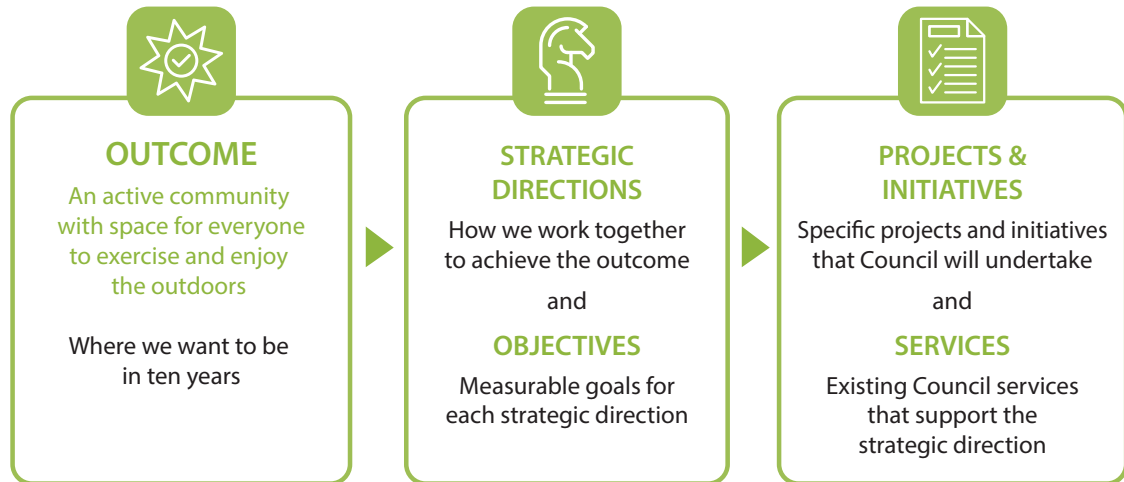 OUTCOME
An active community
with space for everyone
to exercise and enjoy
the outdoors
Where we want to be
in ten years
STRATEGIC
DIRECTIONS
How we work together
to achieve the outcome
and
OBJECTIVES
Measurable goals for
each strategic direction
PROJECTS &
INITIATIVES
Specific projects and initiatives
that Council will undertake
and
SERVICES
Existing Council services
that support the
strategic direction